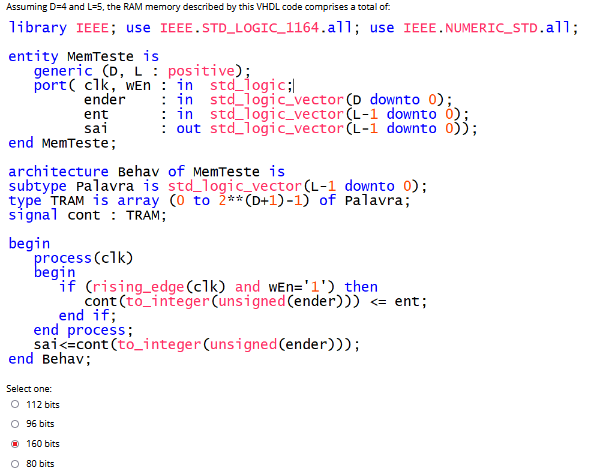 Assuming D=4 and L=5, the RAM memory described by this VHDL code comprises a total of:
library IEEE; use IEEE.STD_LOGIC_1164.all; use IEEE.NUMERIC_STD.all;
entity MemTeste is
generic (D, L : positive);
port( clk, wEn : in std_logic;
ender : in std_logic_vector(D downto 0);
ent : in std_logic_vector(L-1 downto 0);
sai : out std_logic_vector(L-1 downto 0));
end MemTeste;
architecture Behav of MemTeste is
subtype Palavra is std_logic_vector(L-1 downto 0);
type TRAM is array (0 to 2**(D+1)-1) of Palavra;
signal cont : TRAM;
begin
process(clk)
begin
if (rising_edge(clk) and wEn='1') then
cont(to_integer(unsigned(ender))) <= ent;
end if;
end process;
sai<=cont(to_integer(unsigned(ender)));
end Behav;
Select one:
112 bits
96 bits
160 bits
80 bits